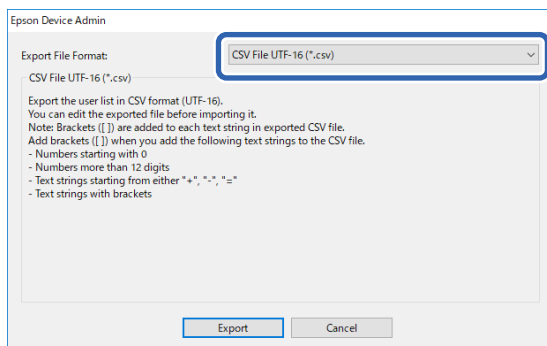 Epson Device Admin
Export File Format:
CSV File UTF-16 (*.csv)
CSV File UTF-16 (*.csv)
Export the user list in CSV format (UTF-16).
You can edit the exported file before importing it.
Note: Brackets ([ ]) are added to each text string in exported CSV file.
Add brackets ([ ]) when you add the following text strings to the CSV file.
- Numbers starting with 0
- Numbers more than 12 digits
- Text strings starting from either "+", "-", "="
- Text strings with brackets
Export
Cancel